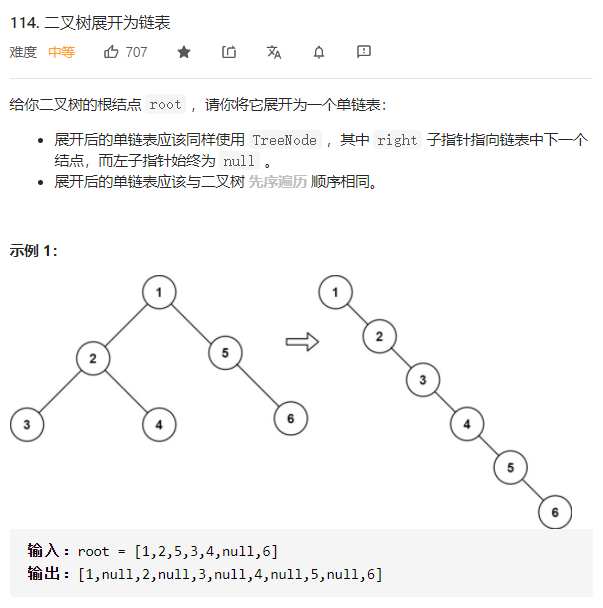 114. 二叉树展开为链表
难度 中等 707
给你二叉树的根结点 root ，请你将它展开为一个单链表：
展开后的单链表应该同样使用 TreeNode ，其中 right 子指针指向链表中下一个
结点，而左子指针始终为 null 。
展开后的单链表应该与二叉树 先序遍历 顺序相同。
示例 1：
1 1
2 5 2
3 4 6 3
4
5
6
输入：root = [1,2,5,3,4,null,6]
输出：[1,null,2,null,3,null,4,null,5,null,6]